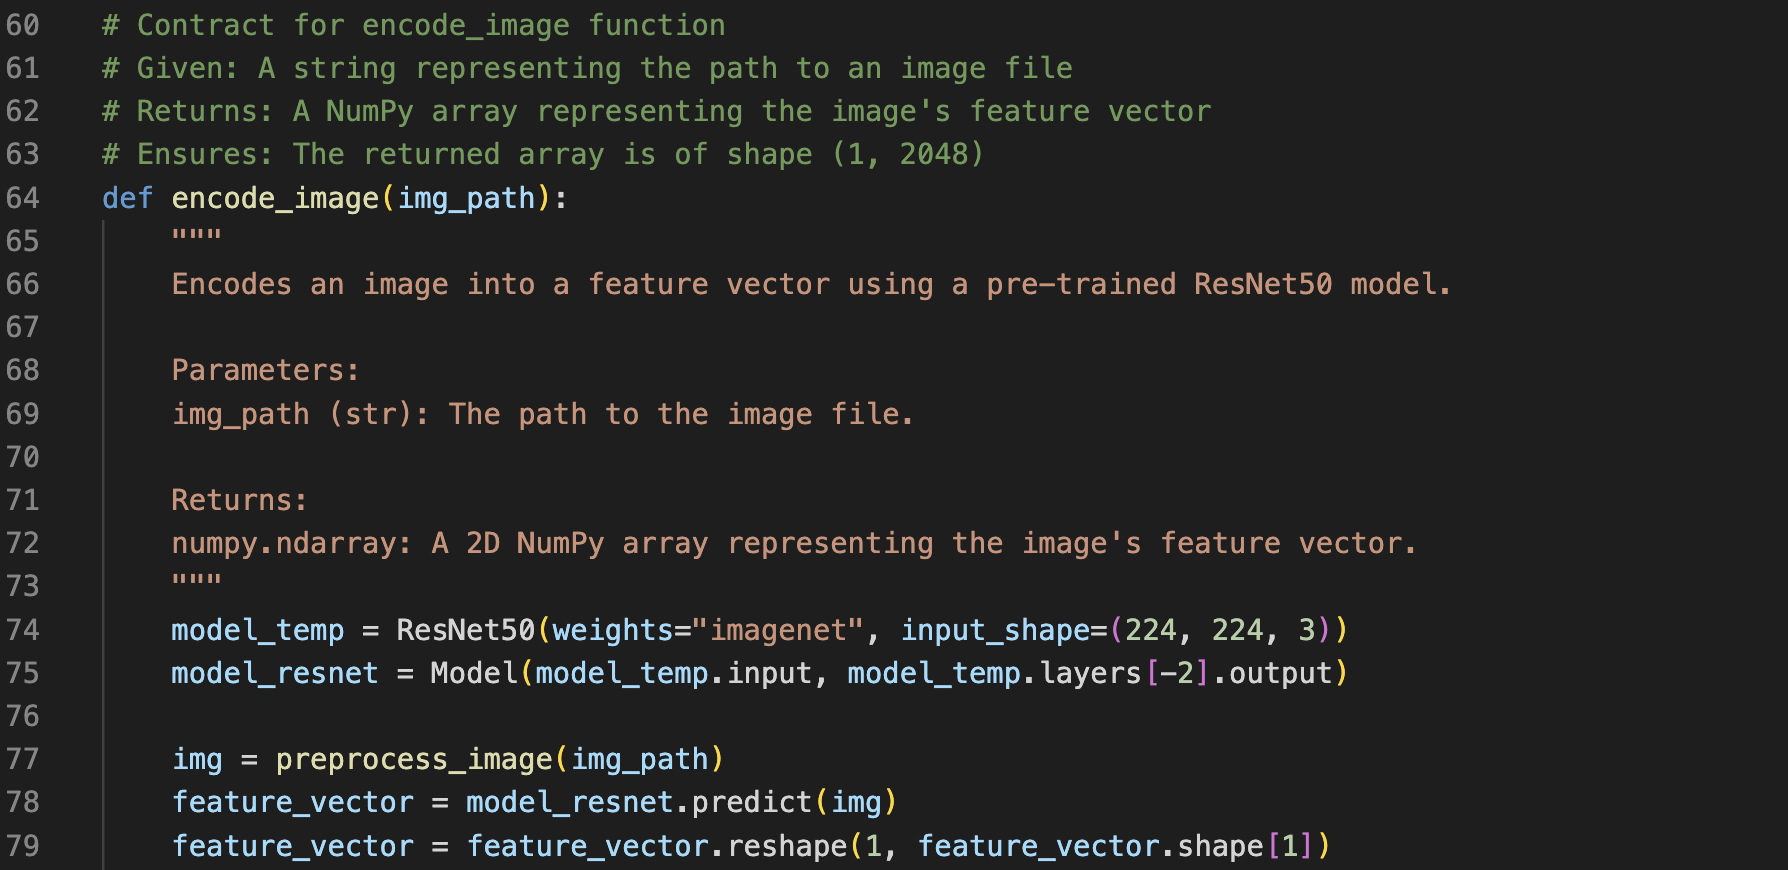 60 # Contract for encode_image function
61 # Given: A string representing the path to an image file
62 # Returns: A NumPy array representing the image's feature vector
63 # Ensures: The returned array is of shape (1, 2048)
64 def encode_image(img_path):
65     """
66     Encodes an image into a feature vector using a pre-trained ResNet50 model.
67
68     Parameters:
69     img_path (str): The path to the image file.
70
71     Returns:
72     numpy.ndarray: A 2D NumPy array representing the image's feature vector.
73     """
74     model_temp = ResNet50(weights="imagenet", input_shape=(224, 224, 3))
75     model_resnet = Model(model_temp.input, model_temp.layers[-2].output)
76
77     img = preprocess_image(img_path)
78     feature_vector = model_resnet.predict(img)
79     feature_vector = feature_vector.reshape(1, feature_vector.shape[1])